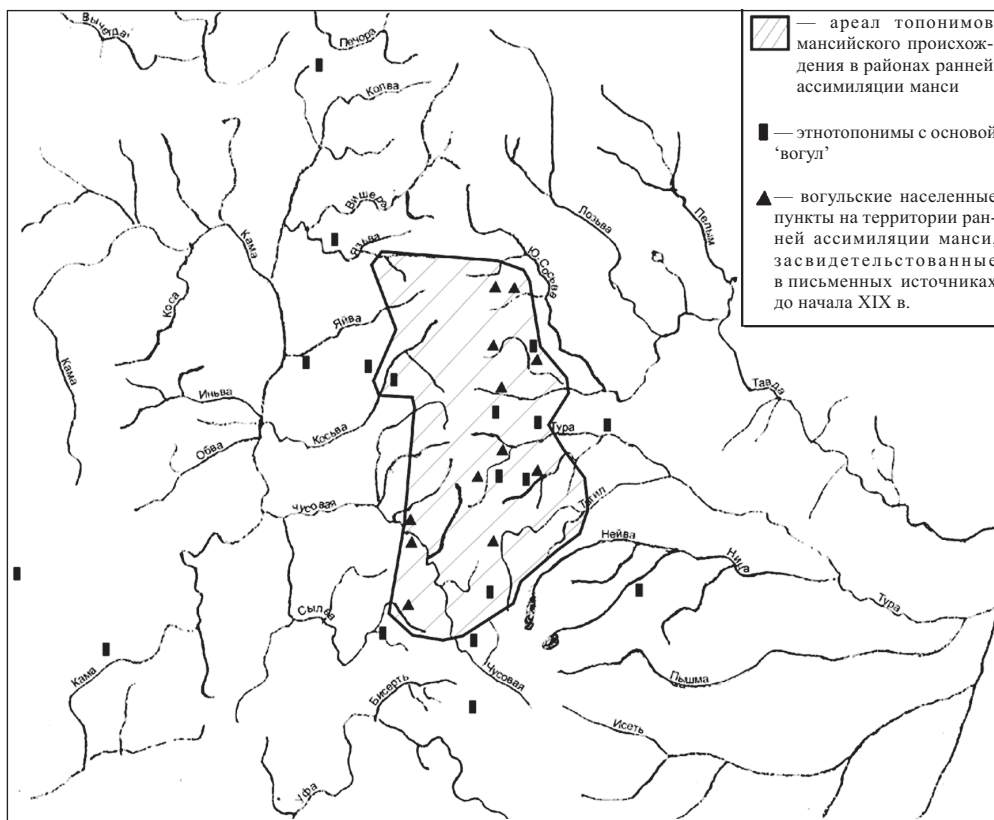 — ареал топонимов
мансийского происхож-
дения в районах ранней
ассимиляции манси
— этнотопонимы с основой
‘вогул’
— вогульские населенные
пункты на территории ран-
ней ассимиляции манси,
засвидетельстованные
в письменных источниках
до начала XIX в.
Вычегда
Печора
Колва
Вишера
Язьва
Ю.Сосьва
Лозьва
Пелым
Кама
Коса
Яйва
Кама
Иньва
Косьва
Обва
Тавда
Тура
Чусовая
Тагил
Нейва
Ница
Тура
Сылва
Кама
Чусовая
Пышма
Бисерть
Исеть
Уфа